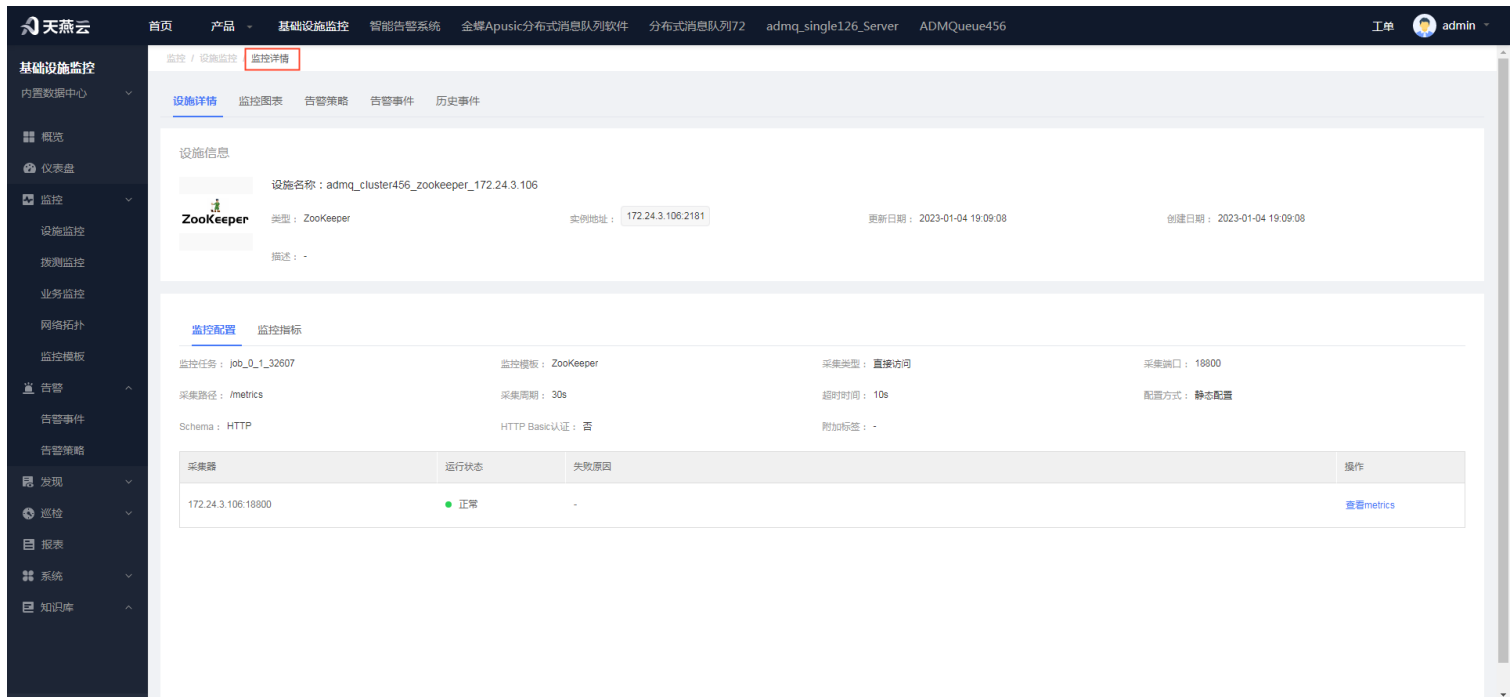 天燕云 首页 产品 基础设施监控 智能告警系统 金蝶Apusic分布式消息队列软件 分布式消息队列72 admq_single126_Server ADMQueue456 工单 admin
基础设施监控
内置数据中心
概览
仪表盘
监控
设施监控
拨测监控
业务监控
网络拓扑
监控模板
告警
告警事件
告警策略
发现
巡检
报表
系统
知识库
监控 / 设施监控 / 监控详情
设施详情 监控图表 告警策略 告警事件 历史事件
设施信息
ZooKeeper
设施名称：admq_cluster456_zookeeper_172.24.3.106
类型： ZooKeeper 实例地址： 172.24.3.106:2181 更新日期： 2023-01-04 19:09:08 创建日期： 2023-01-04 19:09:08
描述： -
监控配置 监控指标
监控任务： job_0_1_32607 监控模板： ZooKeeper 采集类型： 直接访问 采集端口： 18800
采集路径： /metrics 采集周期： 30s 超时时间： 10s 配置方式： 静态配置
Schema： HTTP HTTP Basic认证： 否 附加标签： -
采集器 运行状态 失败原因 操作
172.24.3.106:18800 正常 - 查看metrics